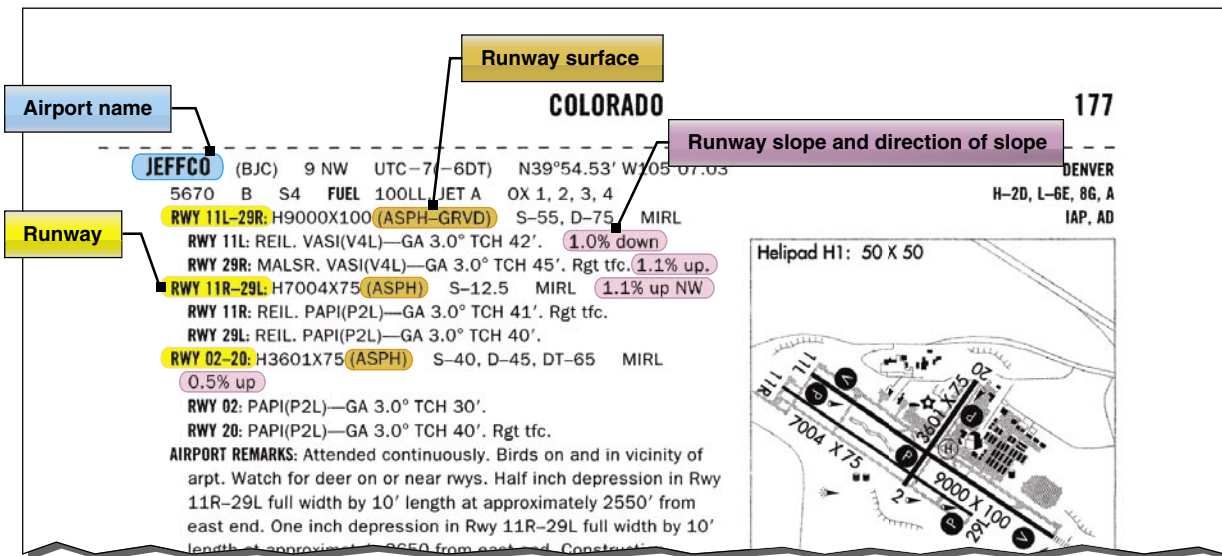 Runway surface
Airport name
COLORADO 177
Runway slope and direction of slope
JEFFCO (BJC) 9 NW UTC–7(–6DT) N39°54.53′ W105°07.03′
DENVER
5670 B S4 FUEL 100LL, JET A OX 1, 2, 3, 4
H–2D, L–6E, 8G, A
RWY 11L–29R: H9000X100 (ASPH–GRVD) S–55, D–75 MIRL
IAP, AD
Runway
RWY 11L: REIL. VASI(V4L)—GA 3.0° TCH 42′. 1.0% down
RWY 29R: MALSR. VASI(V4L)—GA 3.0° TCH 45′. Rgt tfc. 1.1% up.
RWY 11R–29L: H7004X75 (ASPH) S–12.5 MIRL 1.1% up NW
RWY 11R: REIL. PAPI(P2L)—GA 3.0° TCH 41′. Rgt tfc.
RWY 29L: REIL. PAPI(P2L)—GA 3.0° TCH 40′.
RWY 02–20: H3601X75 (ASPH) S–40, D–45, DT–65 MIRL
0.5% up
RWY 02: PAPI(P2L)—GA 3.0° TCH 30′.
RWY 20: PAPI(P2L)—GA 3.0° TCH 40′. Rgt tfc.
AIRPORT REMARKS: Attended continuously. Birds on and in vicinity of
arpt. Watch for deer on or near rwys. Half inch depression in Rwy
11R–29L full width by 10′ length at approximately 2550′ from
east end. One inch depression in Rwy 11R–29L full width by 10′
length at approximately 2650 from east end.
Helipad H1: 50 X 50
11L
11R
20
V
P
P
3601 X 75
7004 X 75
P
H
2
9000 X 100
P
29L
V